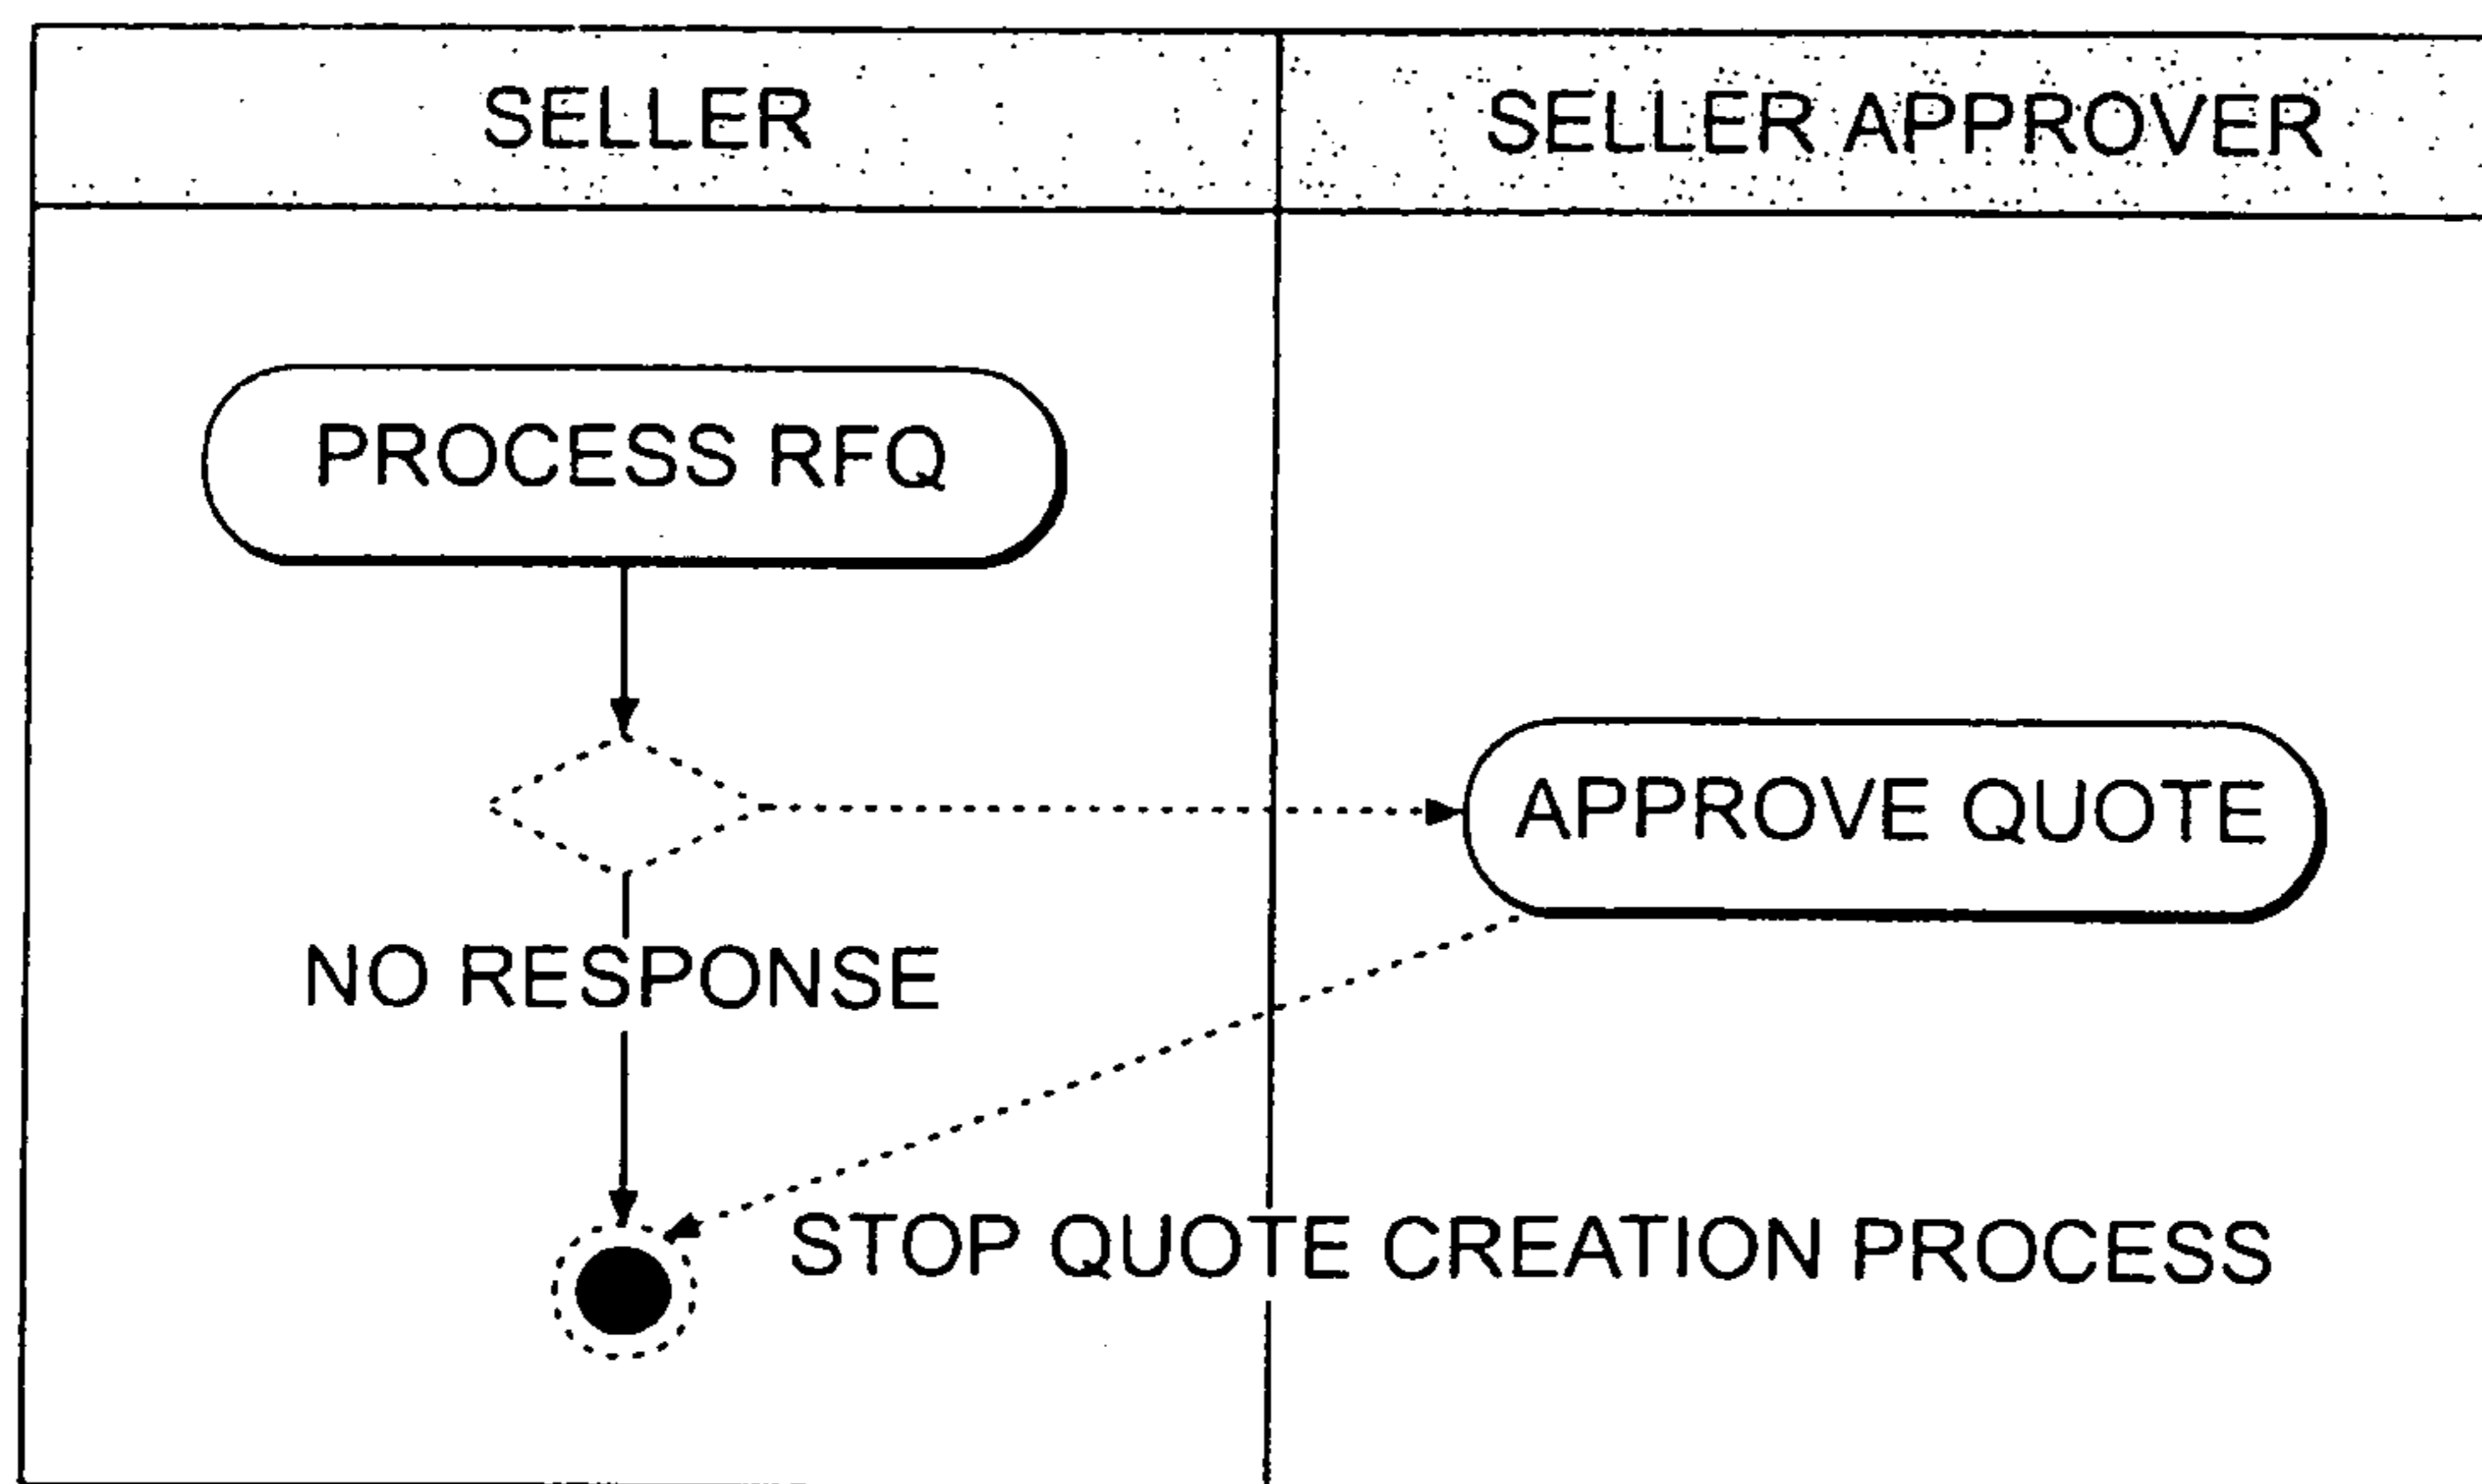 SELLER
SELLER APPROVER
PROCESS RFQ
APPROVE QUOTE
NO RESPONSE
STOP QUOTE CREATION PROCESS